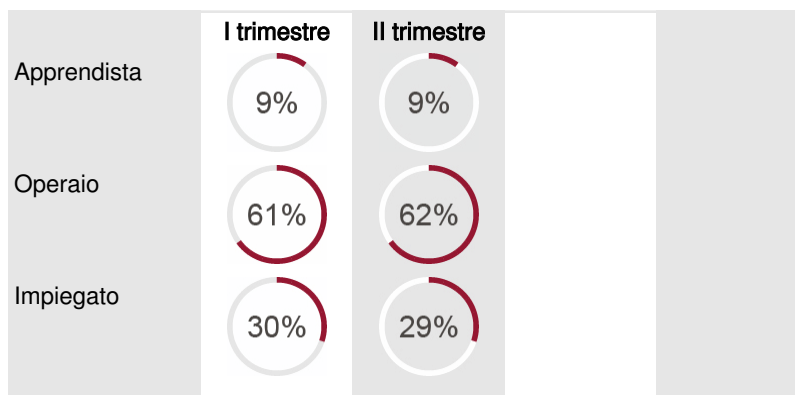 I trimestre II trimestre
Apprendista 9% 9%
Operaio 61% 62%
Impiegato 30% 29%